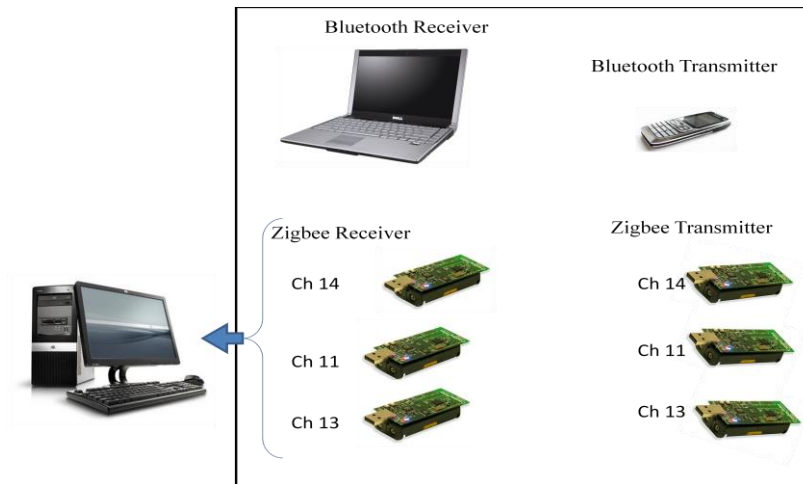 Bluetooth Receiver
Bluetooth Transmitter
Zigbee Receiver
Zigbee Transmitter
Ch 14
Ch 14
Ch 11
Ch 11
Ch 13
Ch 13